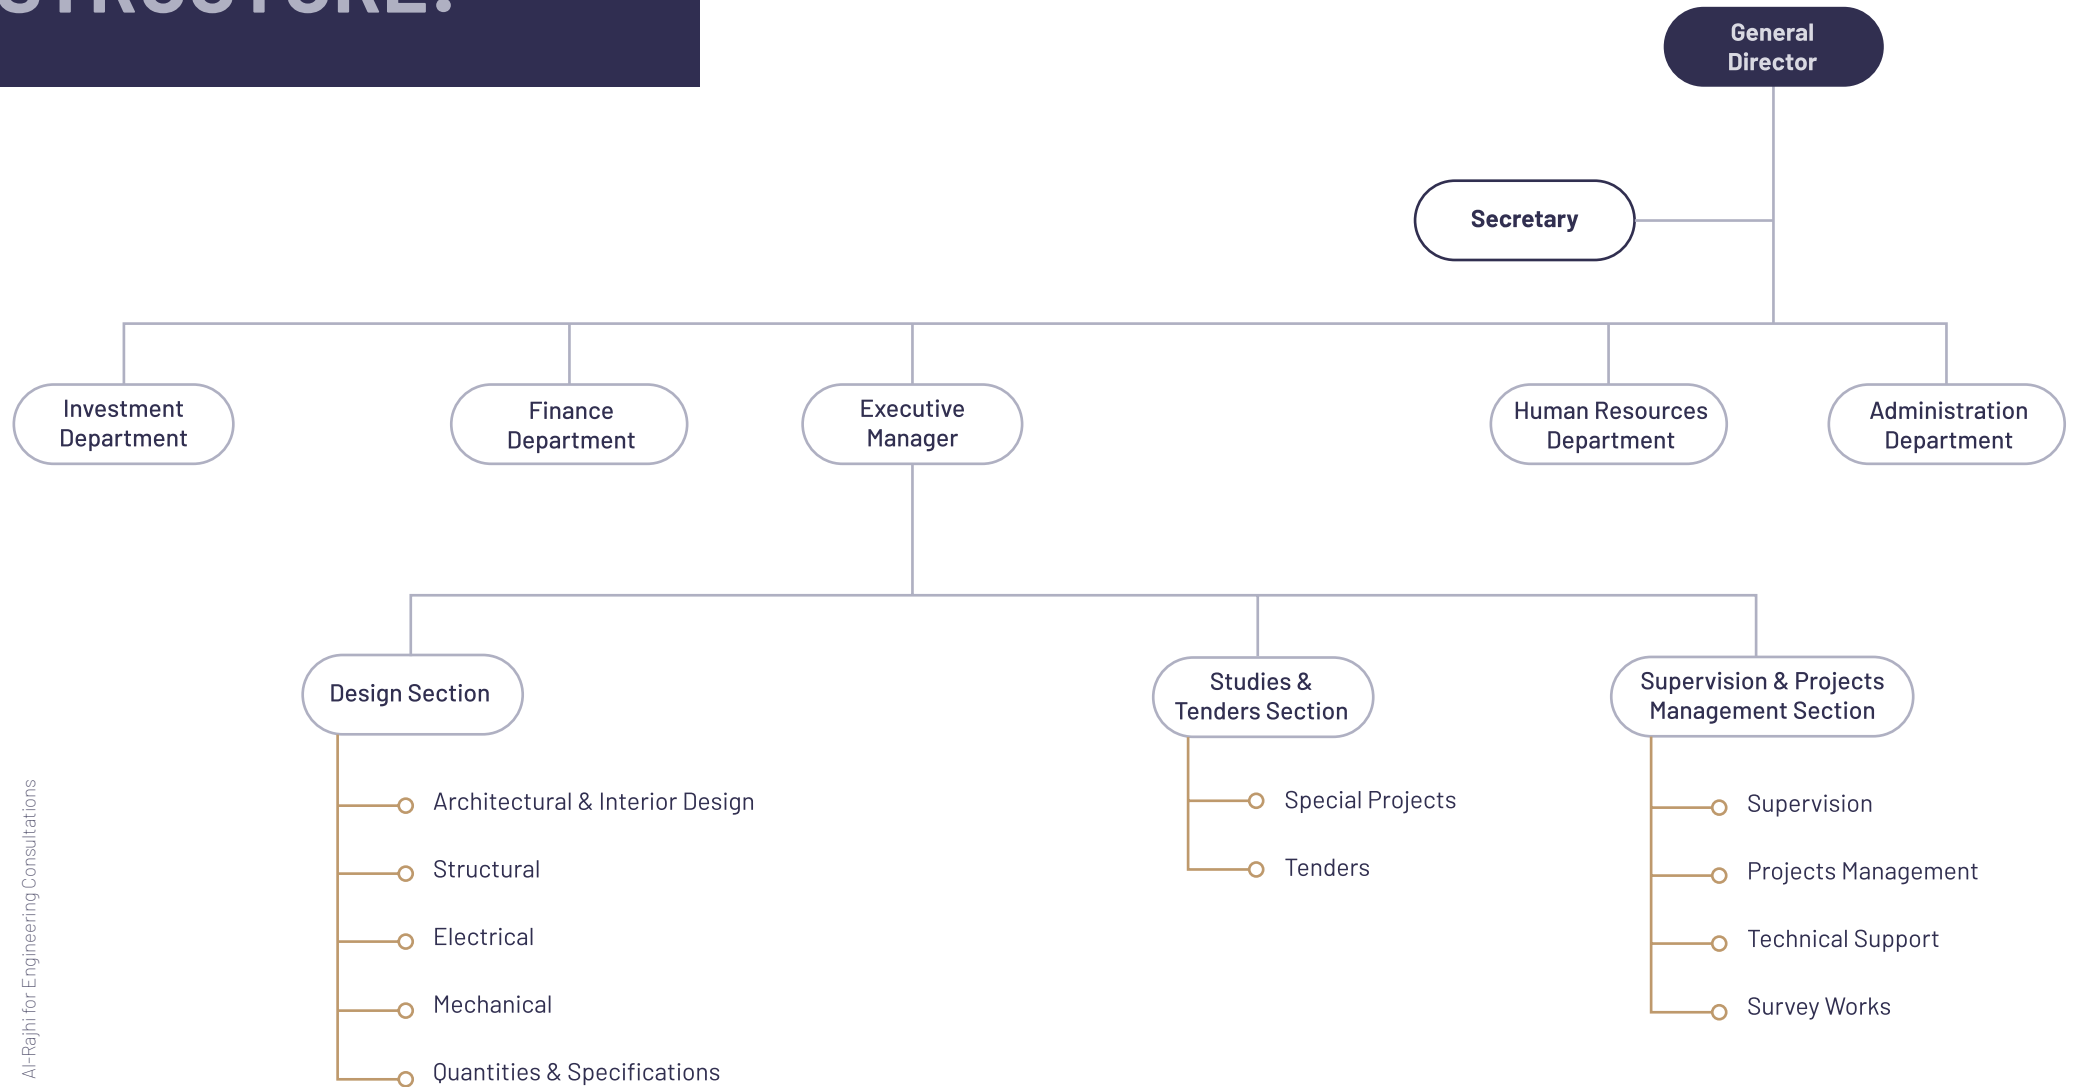 STRUCTURE:
General
Director
Secretary
Investment
Department
Finance
Department
Executive
Manager
Human Resources
Department
Administration
Department
Design Section
Studies &
Tenders Section
Supervision & Projects
Management Section
Architectural & Interior Design
Structural
Electrical
Mechanical
Quantities & Specifications
Special Projects
Tenders
Supervision
Projects Management
Technical Support
Survey Works
Al-Rajhi for Engineering Consultations